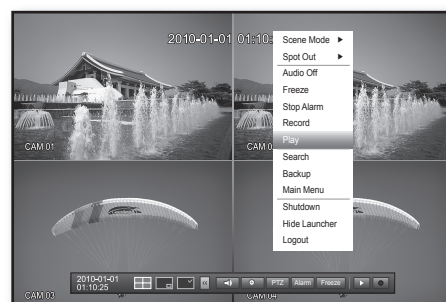 2010-01-01 01:10:
Scene Mode
Spot Out
Audio Off
Freeze
Stop Alarm
Record
Play
Search
Backup
Main Menu
Shutdown
Hide Launcher
Logout
CAM 01
CAM 0
CAM 03
CAM 04
2010-01-01
01:10:25
PTZ Alarm Freeze